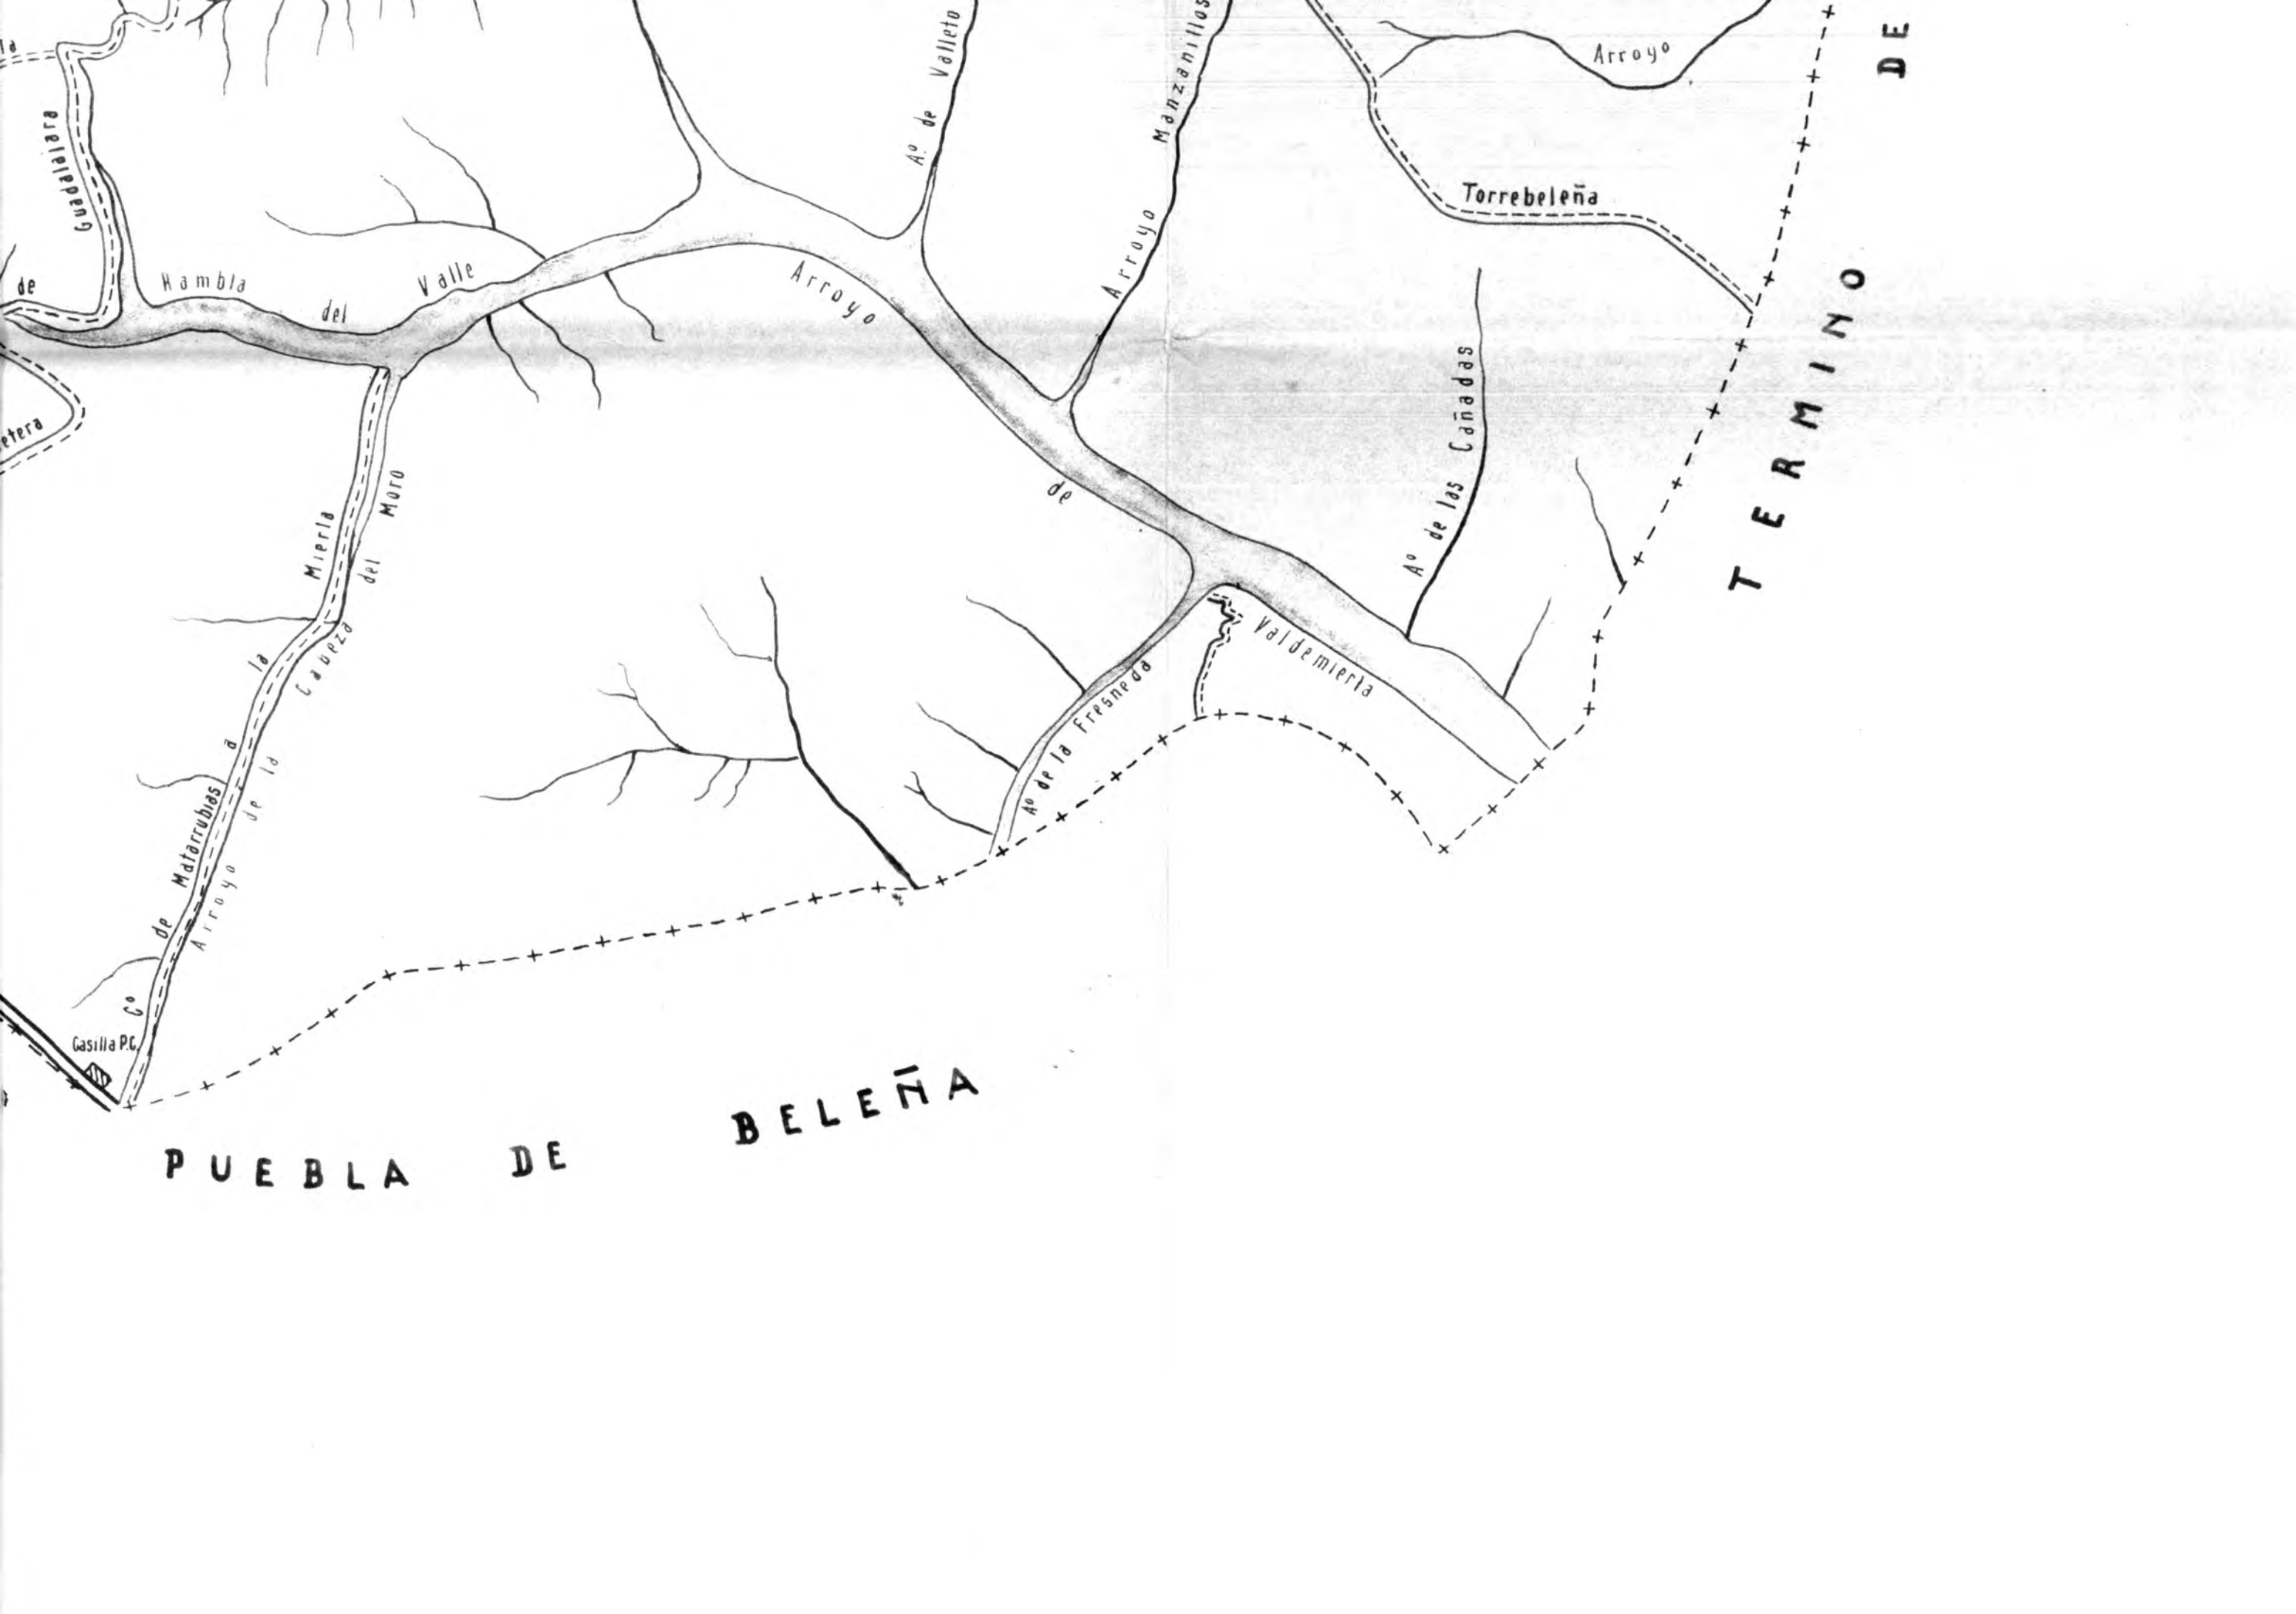 DE
Arroyo
Aº. de Valleto
Manzanillos
Arroyo
Guadalajara
Torrebeleña
de
Rambla del Valle
Arroyo de Valdemierla
TERMINO
Aº de las Cañadas
Cº de Matarrubias a la Mierla
Arroyo de la Cabeza del Moro
Aº de la Fresneda
Casilla P.C.
PUEBLA DE BELEÑA